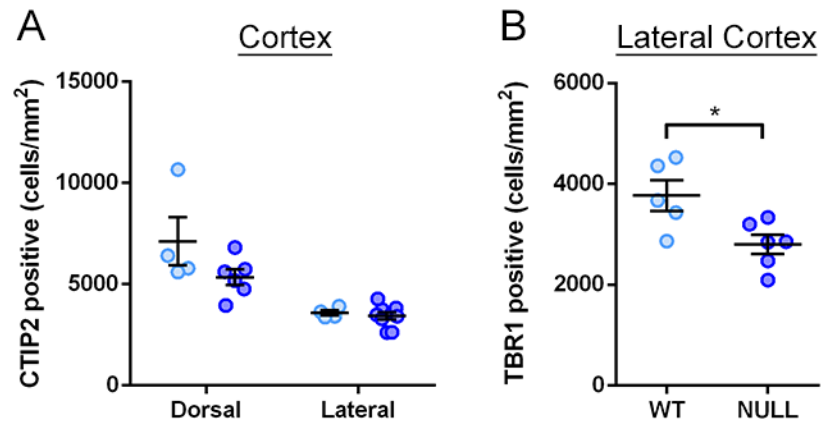 A
Cortex
CTIP2 positive (cells/mm²)
15000
10000
5000
0
Dorsal
Lateral
B
Lateral Cortex
TBR1 positive (cells/mm²)
6000
4000
2000
0
*
WT
NULL